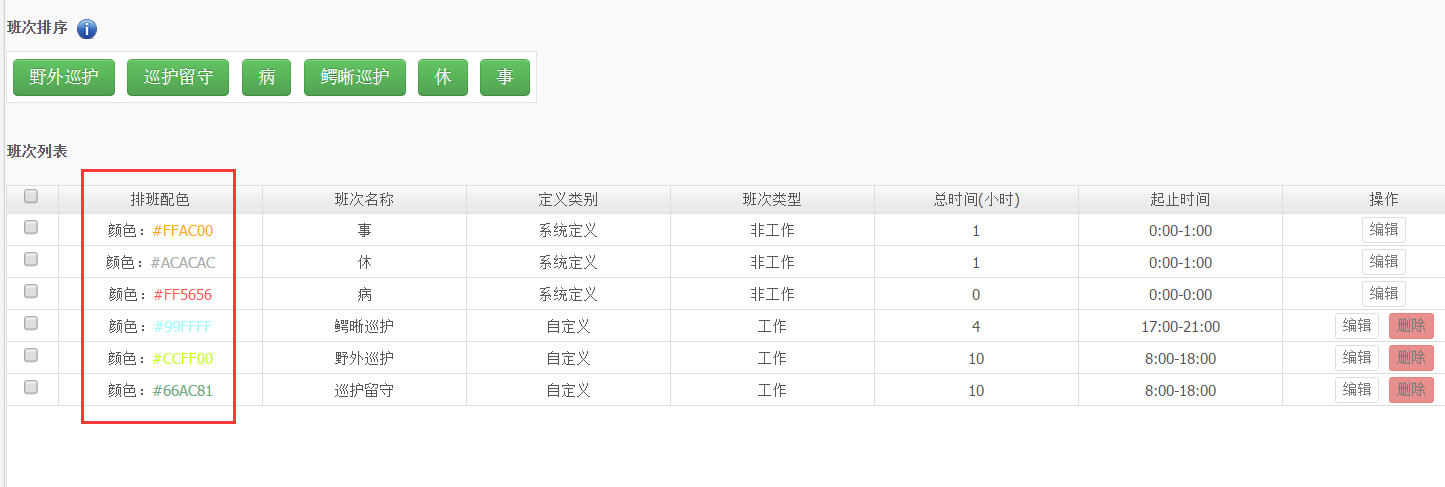 班次排序
野外巡护 巡护留守 病 鳄晰巡护 休 事
班次列表
排班配色 班次名称 定义类别 班次类型 总时间(小时) 起止时间 操作
颜色：#FFAC00 事 系统定义 非工作 1 0:00-1:00 编辑
颜色：#ACACAC 休 系统定义 非工作 1 0:00-1:00 编辑
颜色：#FF5656 病 系统定义 非工作 0 0:00-0:00 编辑
颜色：#99FFFF 鳄晰巡护 自定义 工作 4 17:00-21:00 编辑 删除
颜色：#CCFF00 野外巡护 自定义 工作 10 8:00-18:00 编辑 删除
颜色：#66AC81 巡护留守 自定义 工作 10 8:00-18:00 编辑 删除